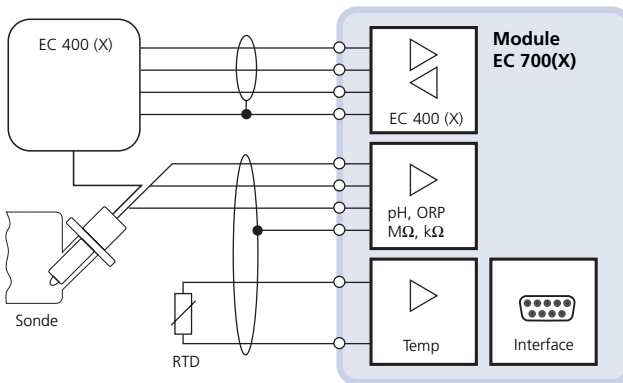 EC 400 (X)
Module
EC 700(X)
EC 400 (X)
pH, ORP
MΩ, kΩ
Sonde
RTD
Temp
Interface